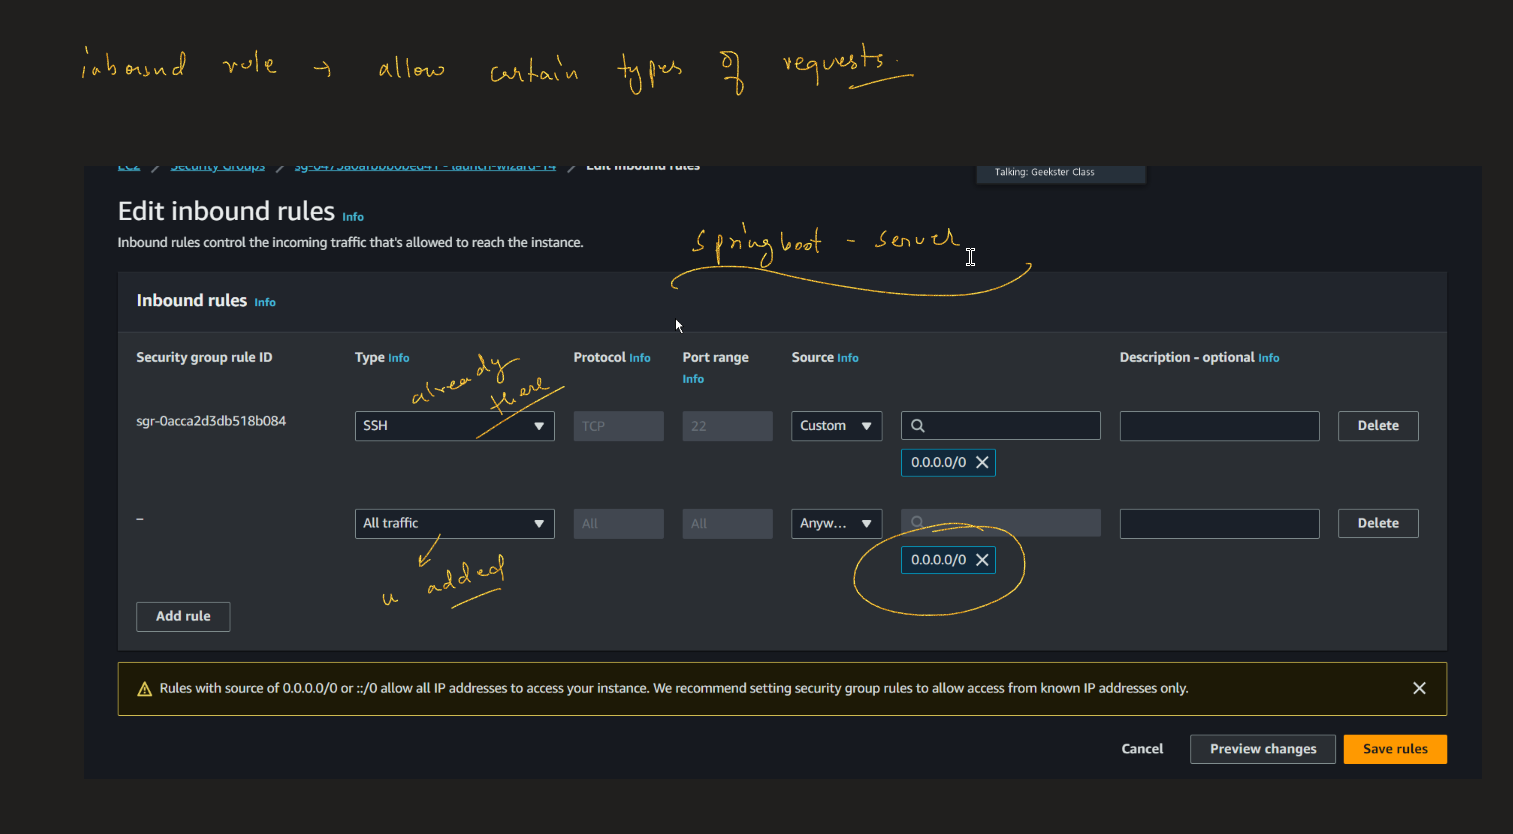 inbound rule → allow certain types of requests.
EC2 / Security Groups / sg-0475a6afbbb0bed41 - launch-wizard-14 / Edit inbound rules
Talking: Geekster Class
Edit inbound rules Info
Inbound rules control the incoming traffic that's allowed to reach the instance.
Springboot - server
Inbound rules Info
Security group rule ID Type Info Protocol Info Port range Info Source Info Description - optional Info
already there
sgr-0acca2d3db518b084 SSH TCP 22 Custom Delete
0.0.0.0/0
– All traffic All All Anyw... Delete
0.0.0.0/0
u added
Add rule
Rules with source of 0.0.0.0/0 or ::/0 allow all IP addresses to access your instance. We recommend setting security group rules to allow access from known IP addresses only.
Cancel Preview changes Save rules